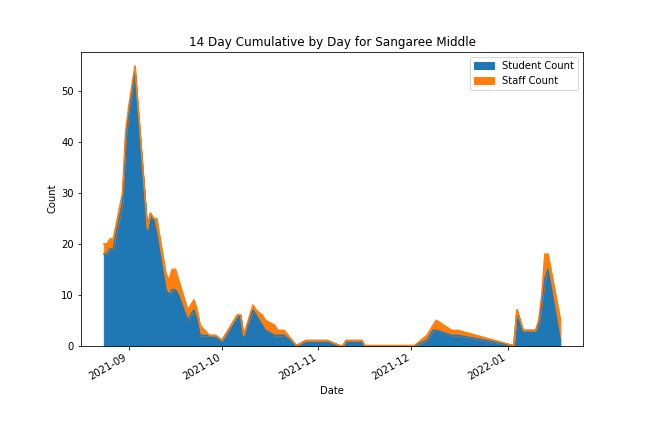 14 Day Cumulative by Day for Sangaree Middle
Student Count
Staff Count
50
40
30
20
10
0
Count
2021-09
2021-10
2021-11
2021-12
2022-01
Date